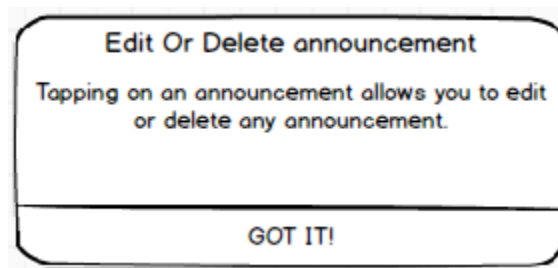 Edit Or Delete announcement
Tapping on an announcement allows you to edit
or delete any announcement.
GOT IT!